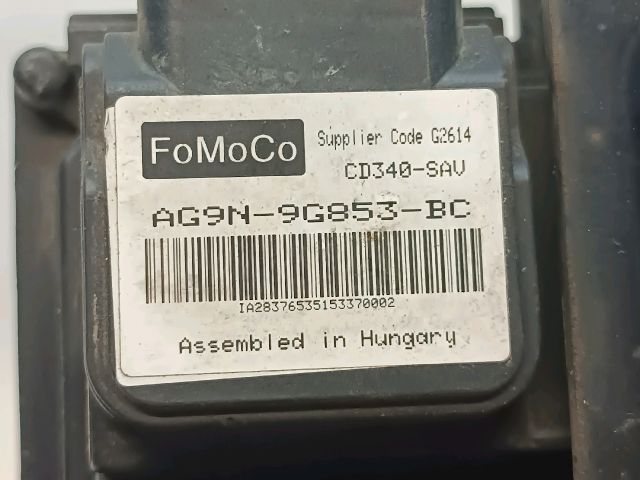 FoMoCo
Supplier Code G2614
CD340-SAV
AG9N-9G853-BC
IA28376535153370002
Assembled in Hungary